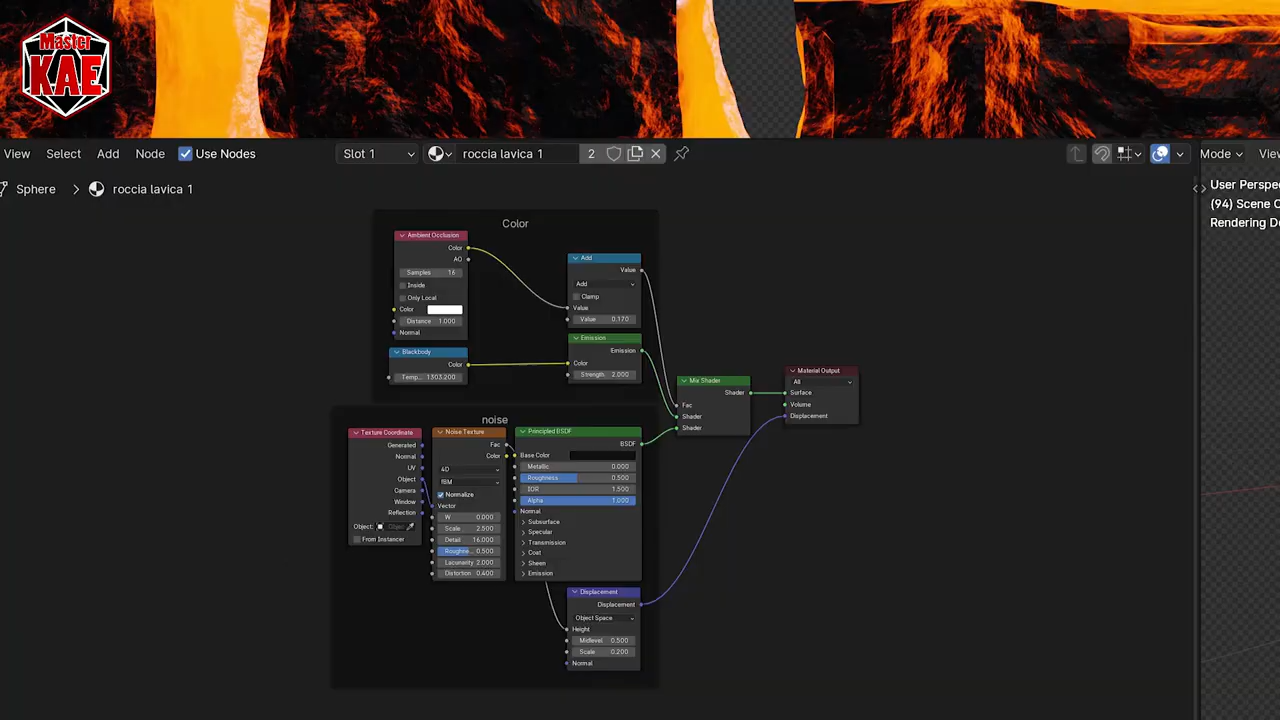 Master
KAE
View Select Add Node Use Nodes Slot 1 roccia lavica 1 2 Mode Vie
Sphere > roccia lavica 1
User Perspe
(94) Scene C
Rendering Do
Color
Ambient Occlusion
Color
AO
Samples 16
Inside
Only Local
Color
Distance 1.000
Normal
Add
Value
Add
Clamp
Value
Value 0.170
Blackbody
Color
Temp... 1303.200
Emission
Emission
Color
Strength 2.000
Mix Shader
Shader
Fac
Shader
Shader
Material Output
All
Surface
Volume
Displacement
noise
Texture Coordinate
Generated
Normal
UV
Object
Camera
Window
Reflection
Object:
From Instancer
Noise Texture
Fac
Color
4D
fBM
Normalize
Vector
W 0.000
Scale 2.500
Detail 16.000
Roughne... 0.500
Lacunarity 2.000
Distortion 0.400
Principled BSDF
BSDF
Base Color
Metallic 0.000
Roughness 0.500
IOR 1.500
Alpha 1.000
Normal
Subsurface
Specular
Transmission
Coat
Sheen
Emission
Displacement
Displacement
Object Space
Height
Midlevel 0.500
Scale 0.200
Normal